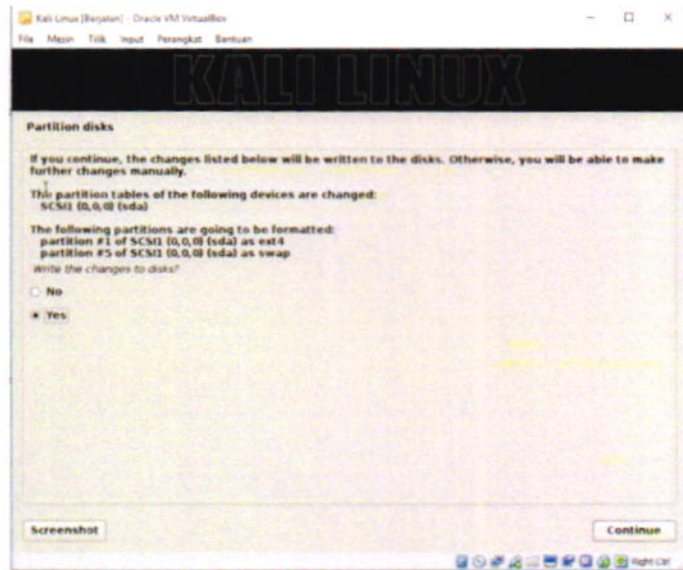 Kali Linux [Berjalan] - Oracle VM VirtualBox
File Mesin Tilik Input Perangkat Bantuan
KALI LINUX
Partition disks
If you continue, the changes listed below will be written to the disks. Otherwise, you will be able to make
further changes manually.
The partition tables of the following devices are changed:
SCSI1 (0,0,0) (sda)
The following partitions are going to be formatted:
partition #1 of SCSI1 (0,0,0) (sda) as ext4
partition #5 of SCSI1 (0,0,0) (sda) as swap
Write the changes to disks?
No
Yes
Screenshot Continue
Right Ctrl